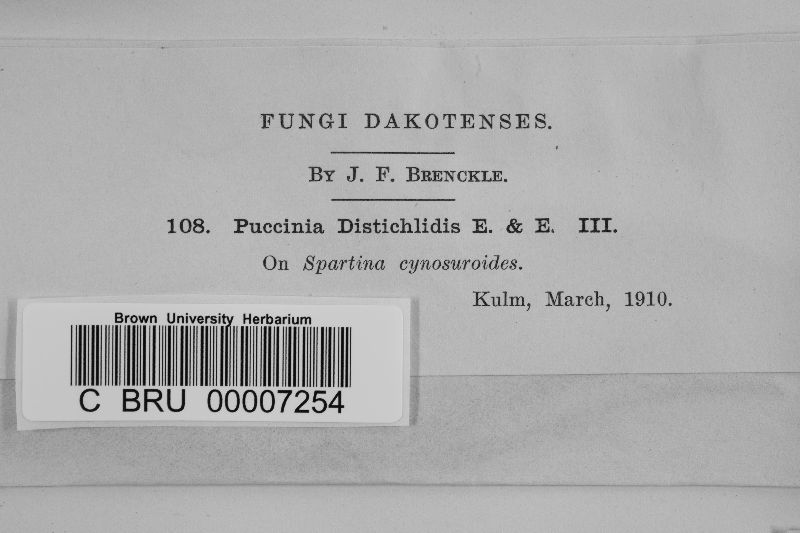 FUNGI DAKOTENSES.
BY J. F. BRENCKLE.
108. Puccinia Distichlidis E. & E. III.
On Spartina cynosuroides.
Kulm, March, 1910.
Brown University Herbarium
C BRU 00007254